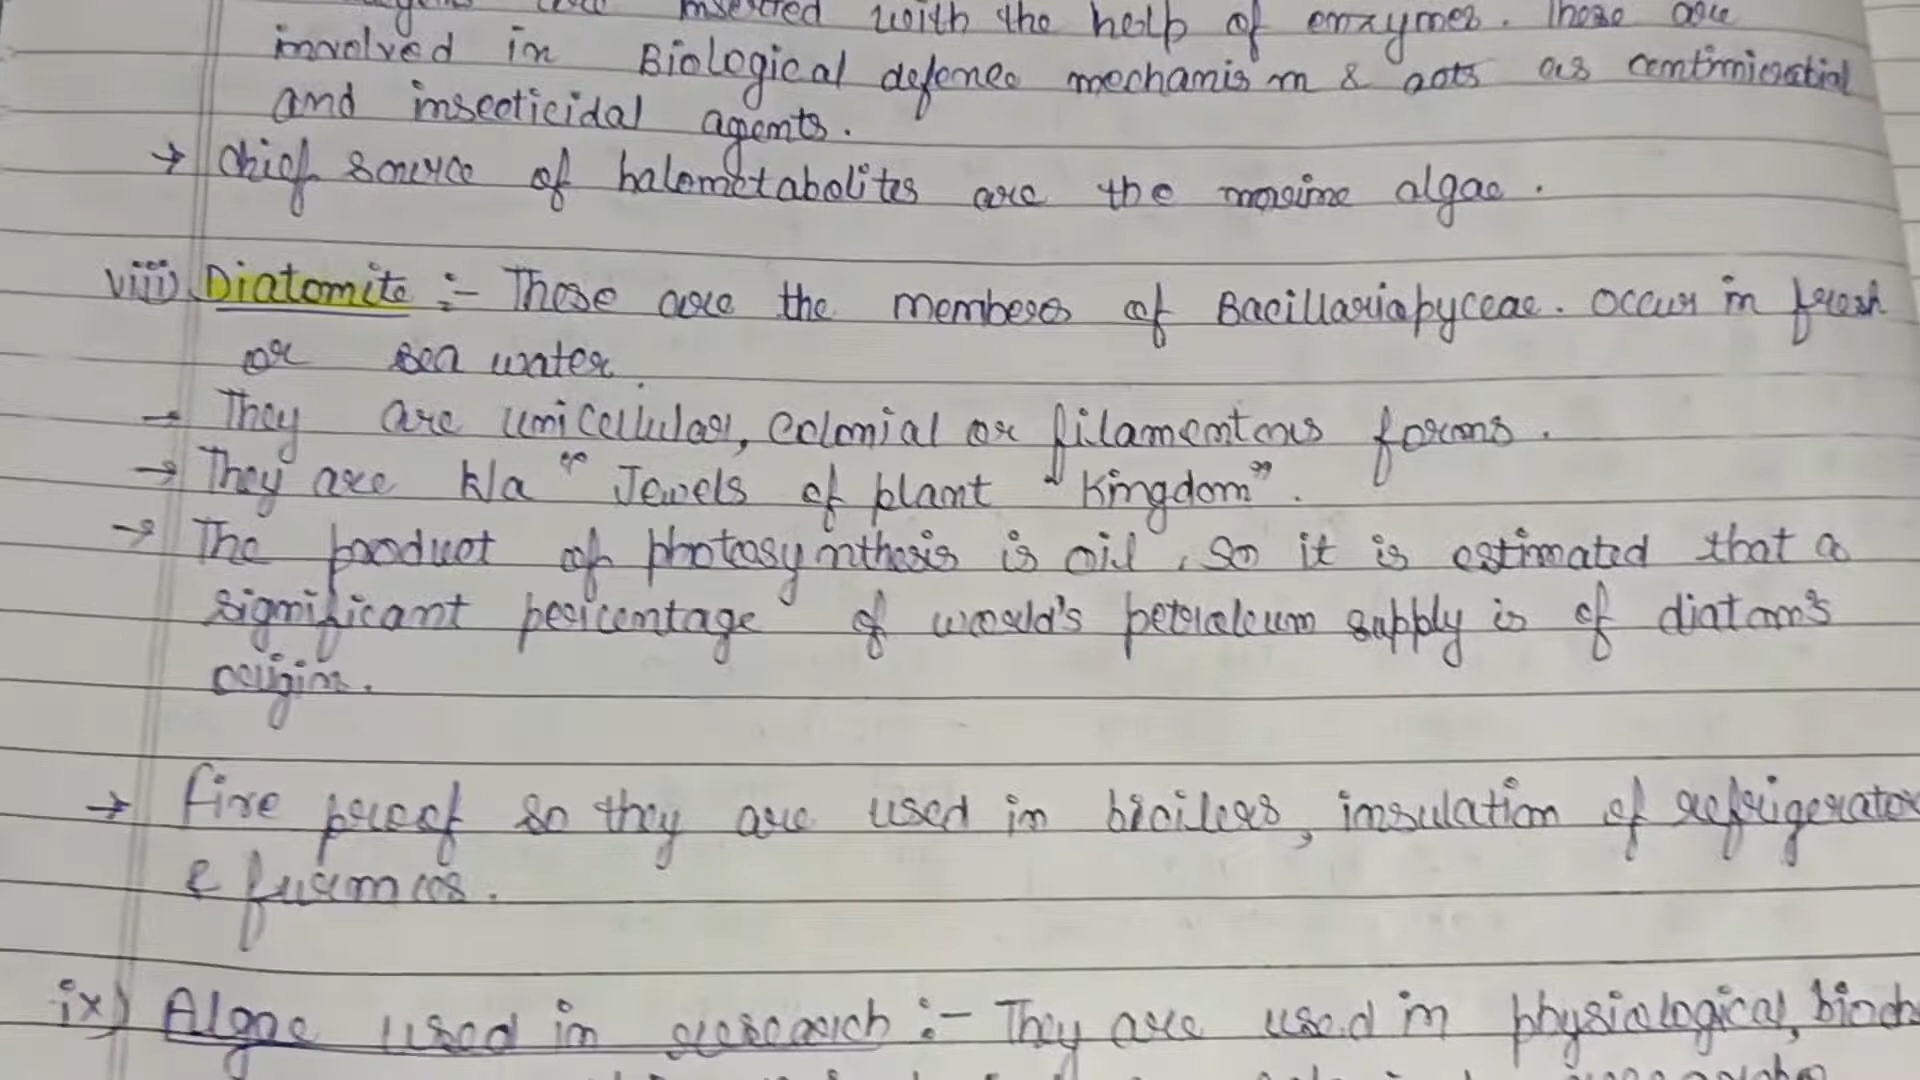 inserted with the help of enzymes. These are
involved in Biological defence mechanism & acts as antimicrobial
and insecticidal agents.
→ Chief source of halometabolites are the marine algae.
viii) Diatomite :- These are the members of Bacillariapyceae. Occur in fresh
or sea water.
→ They are unicellular, colonial or filamentous forms.
→ They are k/a "Jewels of plant "Kingdom".
→ The product of photosynthesis is oil, so it is estimated that a
significant percentage of world's petroleum supply is of diatom's
origin.
→ fire proof so they are used in boilers, insulation of refrigerator
& furnnces.
ix) Algae used in research :- They are used in physiological, bioch